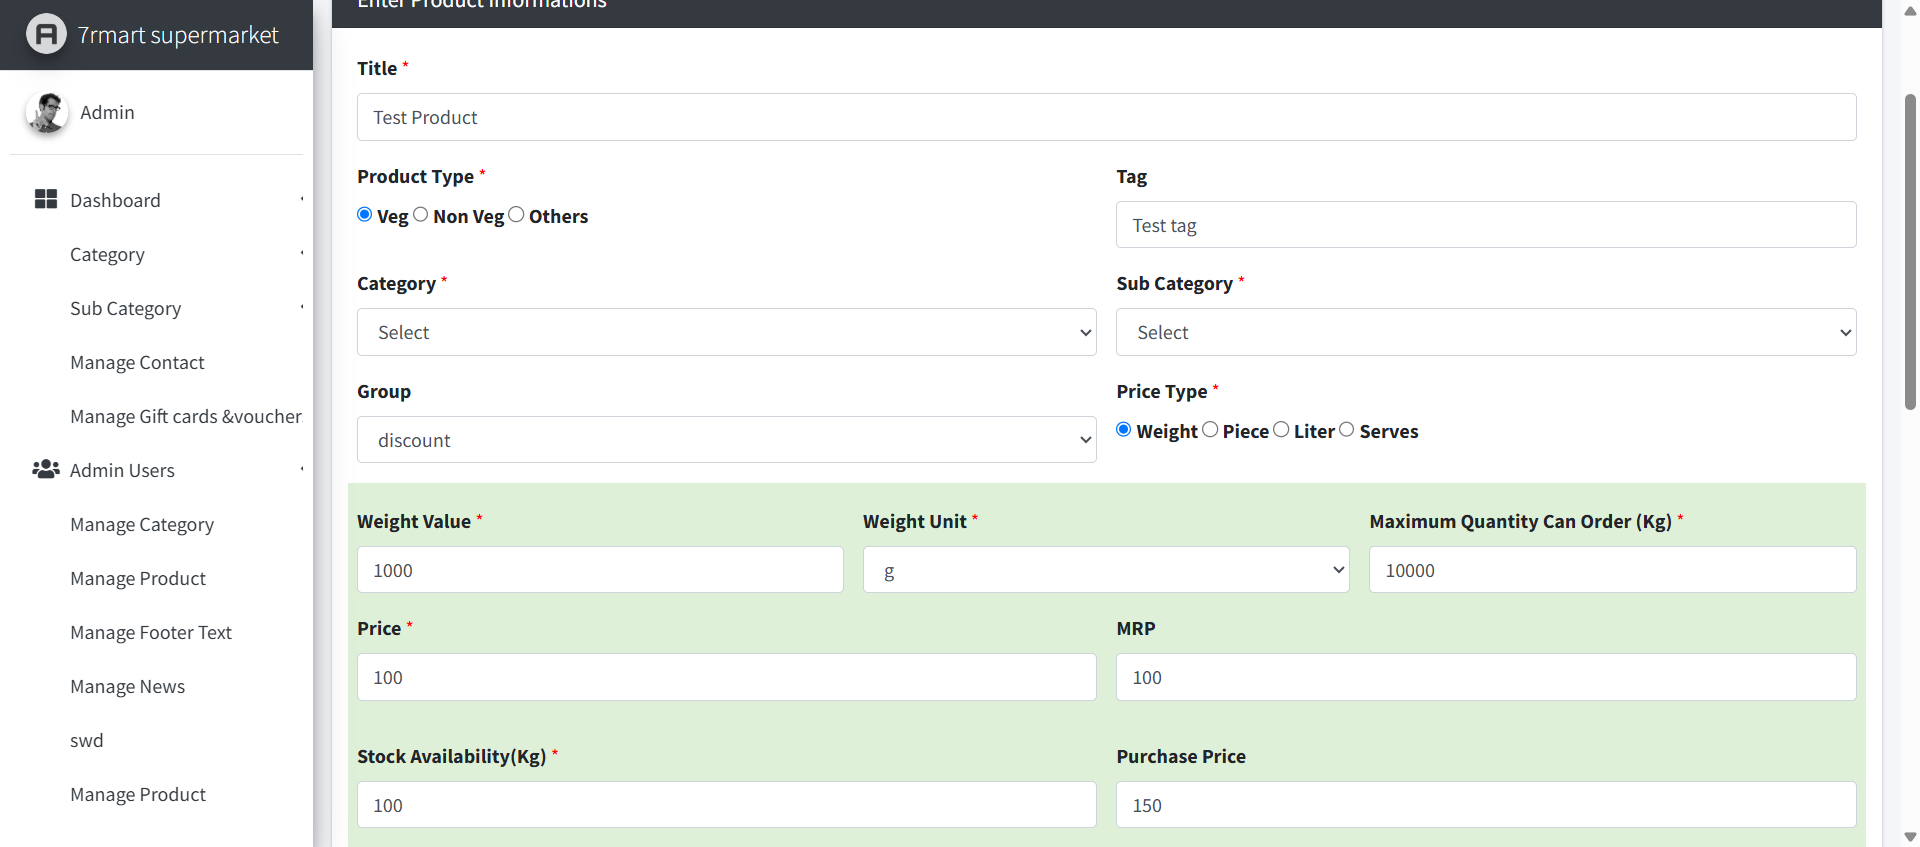 7rmart supermarket
Admin
Dashboard
Category
Sub Category
Manage Contact
Manage Gift cards &voucher
Admin Users
Manage Category
Manage Product
Manage Footer Text
Manage News
swd
Manage Product
Enter Product Informations
Title *
Test Product
Product Type *
Veg Non Veg Others
Tag
Test tag
Category *
Select
Sub Category *
Select
Group
discount
Price Type *
Weight Piece Liter Serves
Weight Value *
1000
Weight Unit *
g
Maximum Quantity Can Order (Kg) *
10000
Price *
100
MRP
100
Stock Availability(Kg) *
100
Purchase Price
150